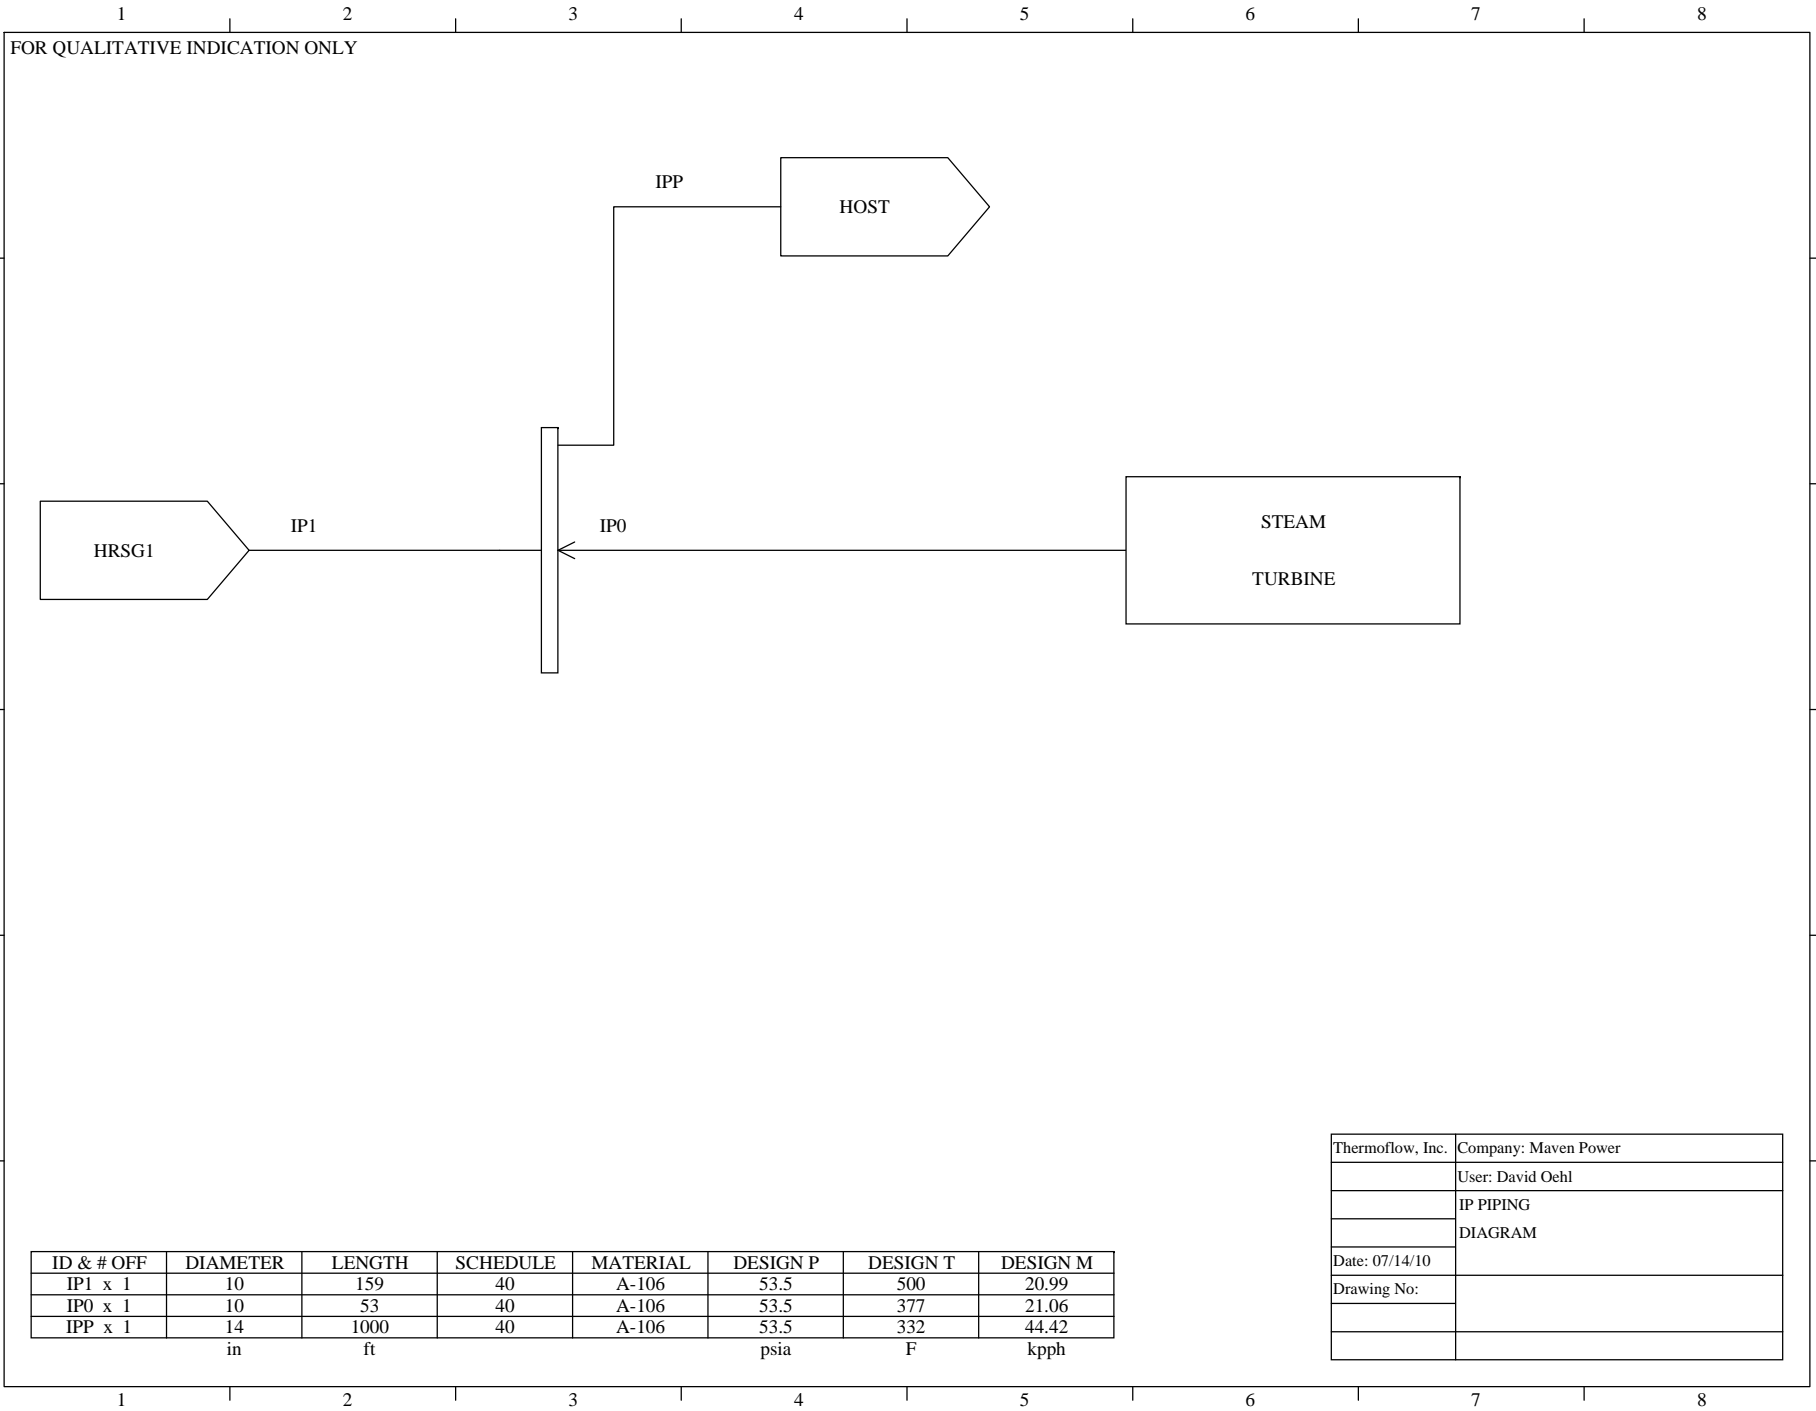 1 2 3 4 5 6 7 8
FOR QUALITATIVE INDICATION ONLY
IPP
HOST
IP1
IP0
HRSG1
STEAM
TURBINE
Thermoflow, Inc. Company: Maven Power
User: David Oehl
IP PIPING
DIAGRAM
Date: 07/14/10
Drawing No:
ID & # OFF DIAMETER LENGTH SCHEDULE MATERIAL DESIGN P DESIGN T DESIGN M
IP1 x 1 10 159 40 A-106 53.5 500 20.99
IP0 x 1 10 53 40 A-106 53.5 377 21.06
IPP x 1 14 1000 40 A-106 53.5 332 44.42
in ft psia F kpph
1 2 3 4 5 6 7 8